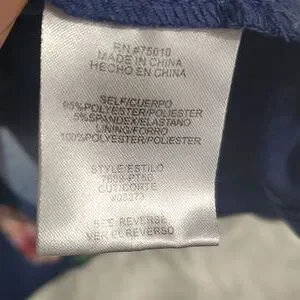 RN #75010
MADE IN CHINA
HECHO EN CHINA
SELF/CUERPO
95%POLYESTER/POLIESTER
5%SPANDEX/ELASTANO
LINING/FORRO
100%POLYESTER/POLIESTER
STYLE/ESTILO
CUT/CORTE
REVERSE
VER EL REVERSO